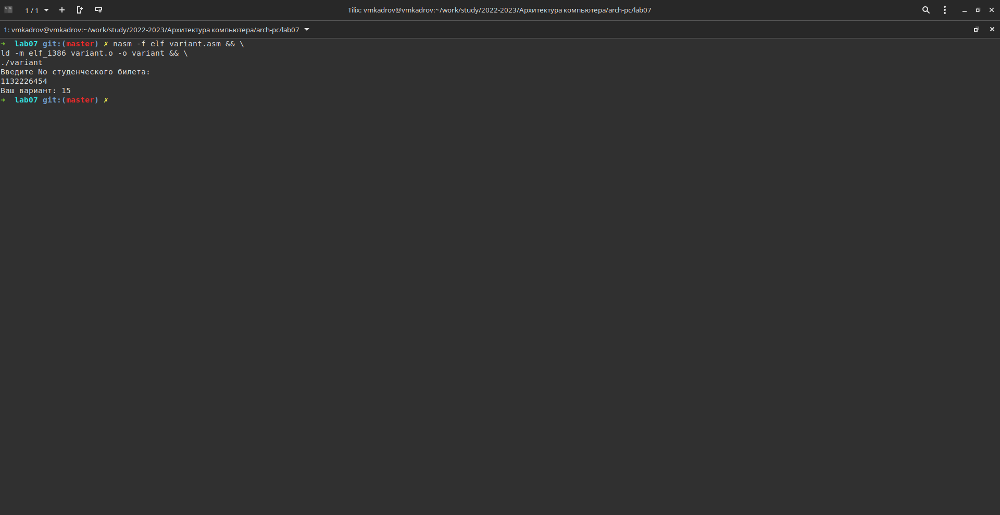 1 / 1
Tilix: vmkadrov@vmkadrov:~/work/study/2022-2023/Архитектура компьютера/arch-pc/lab07
1: vmkadrov@vmkadrov:~/work/study/2022-2023/Архитектура компьютера/arch-pc/lab07
➜  lab07 git:(master) ✗ nasm -f elf variant.asm && \
ld -m elf_i386 variant.o -o variant && \
./variant
Введите No студенческого билета:
1132226454
Ваш вариант: 15
➜  lab07 git:(master) ✗